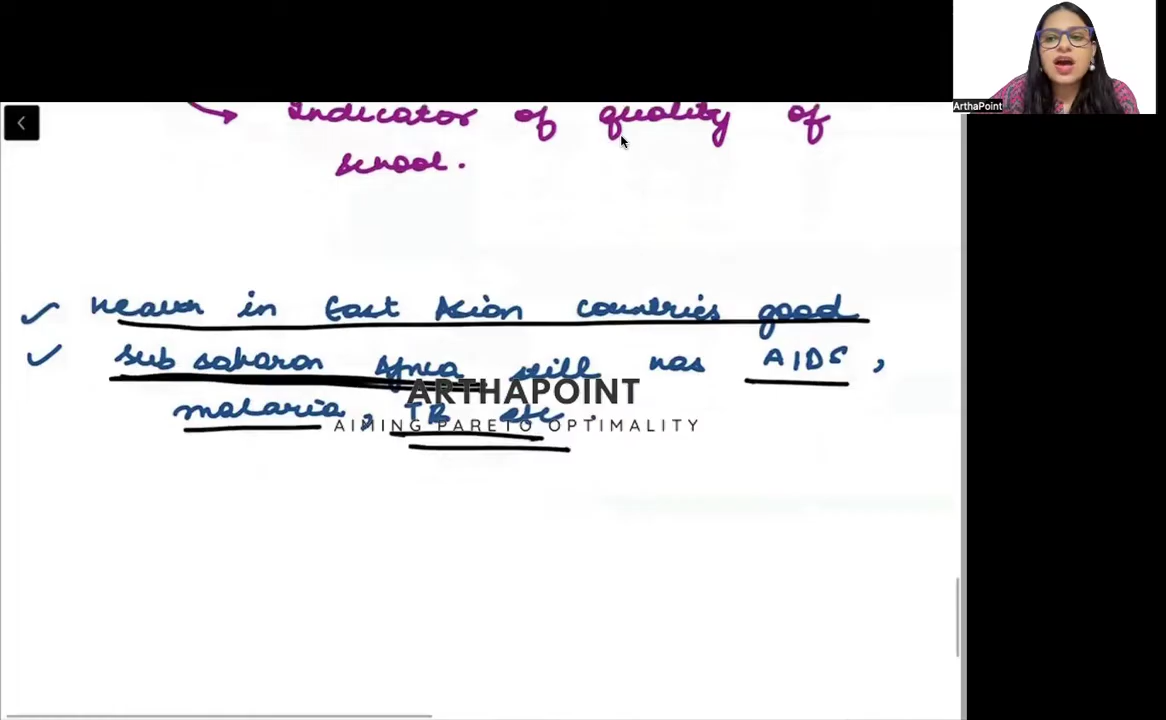 ArthaPoint
Indicator of quality of
school.
✓ Health in East Asian countries good
✓ Sub saharan Africa still has AIDS,
malaria, TB etc.
ARTHAPOINT
AIMING PARETO OPTIMALITY